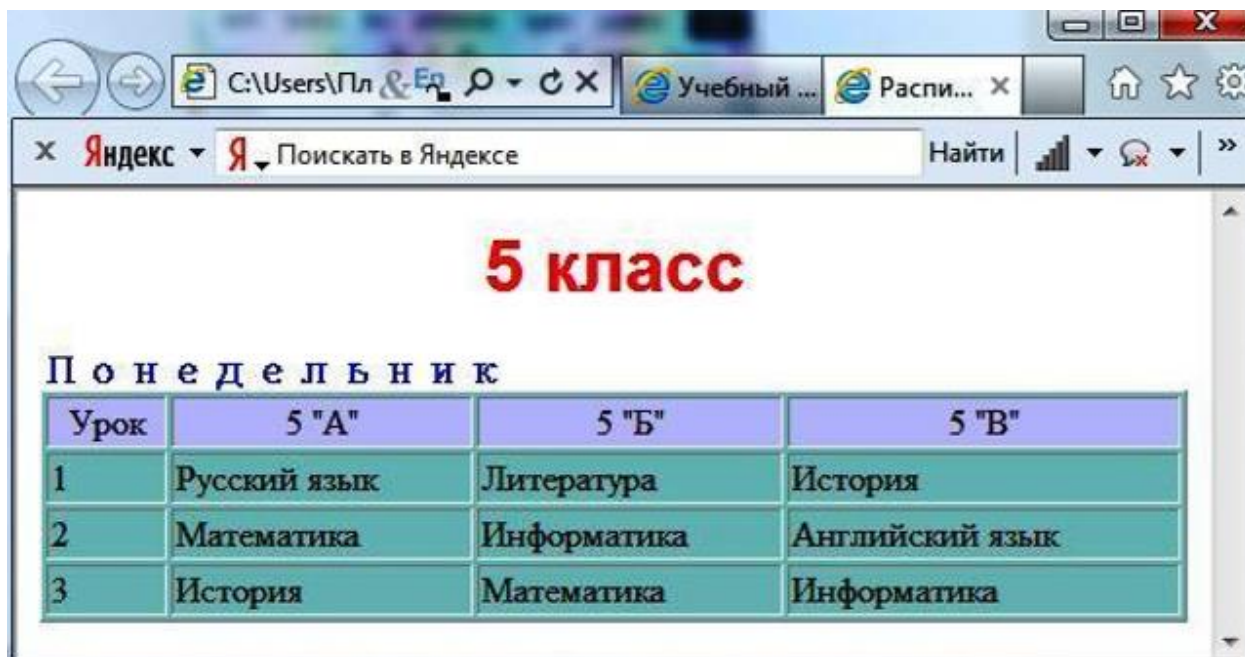 C:\Users\Пл
Учебный ...
Распи...
Яндекс
Я Поискать в Яндексе
Найти
5 класс
Понедельник
Урок 5 "А" 5 "Б" 5 "В"
1 Русский язык Литература История
2 Математика Информатика Английский язык
3 История Математика Информатика